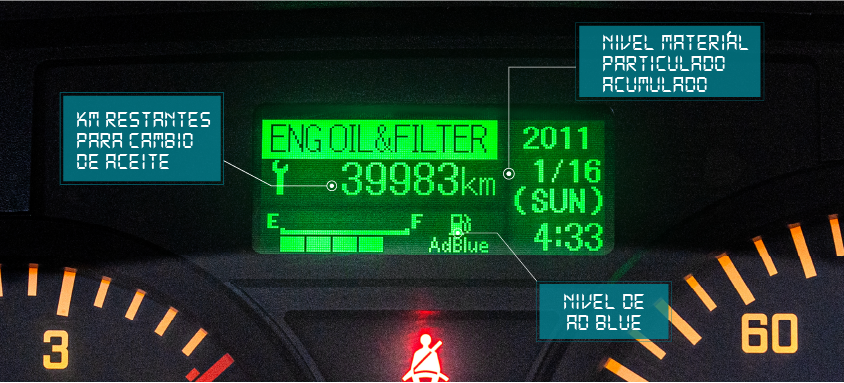 NIVEL MATERIAL
PARTICULADO
ACUMULADO
KM RESTANTES
PARA CAMBIO
DE ACEITE
ENG OIL&FILTER
39983km
E F
AdBlue
2011
1/16
(SUN)
4:33
NIVEL DE
AD BLUE
3
60